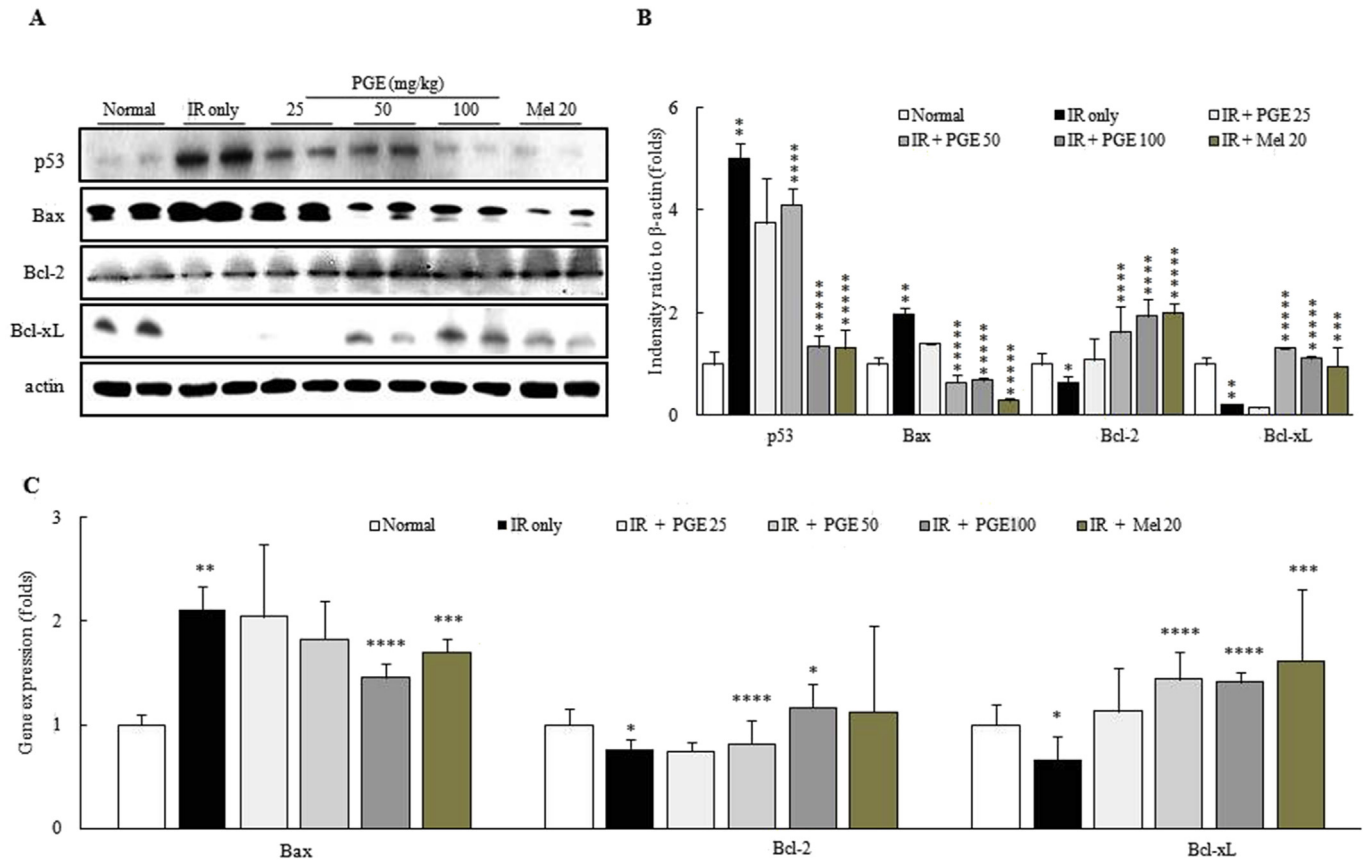 A
PGE (mg/kg)
Normal IR only 25 50 100 Mel 20
p53
Bax
Bcl-2
Bcl-xL
actin
B
Indensity ratio to β-actin (folds)
6
4
2
0
Normal IR only IR + PGE 25
IR + PGE 50 IR + PGE 100 IR + Mel 20
** **** ***** *****
** ***** ***** *****
* **** **** *****
** ***** ***** ***
p53 Bax Bcl-2 Bcl-xL
C
Gene expression (folds)
3
2
1
0
Normal IR only IR + PGE 25 IR + PGE 50 IR + PGE100 IR + Mel 20
** **** ***
* **** *
* **** **** ***
Bax Bcl-2 Bcl-xL